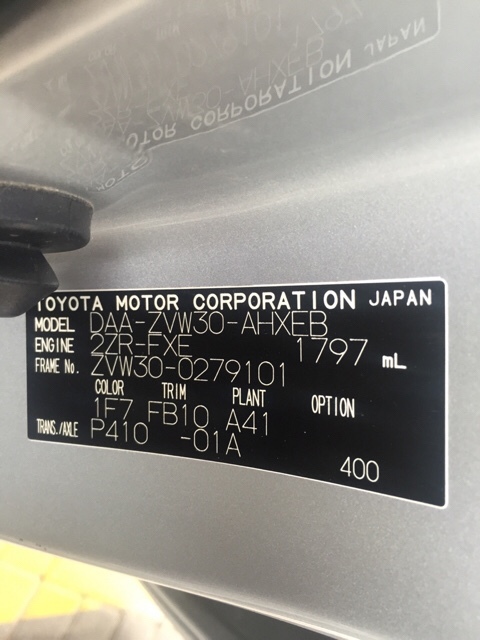 TOYOTA MOTOR CORPORATION JAPAN
MODEL DAA-ZVW30-AHXEB
ENGINE 2ZR-FXE 1797 mL
FRAME No. ZVW30-0279101
COLOR TRIM PLANT OPTION
1F7 FB10 A41
TRANS./AXLE P410 -01A
400